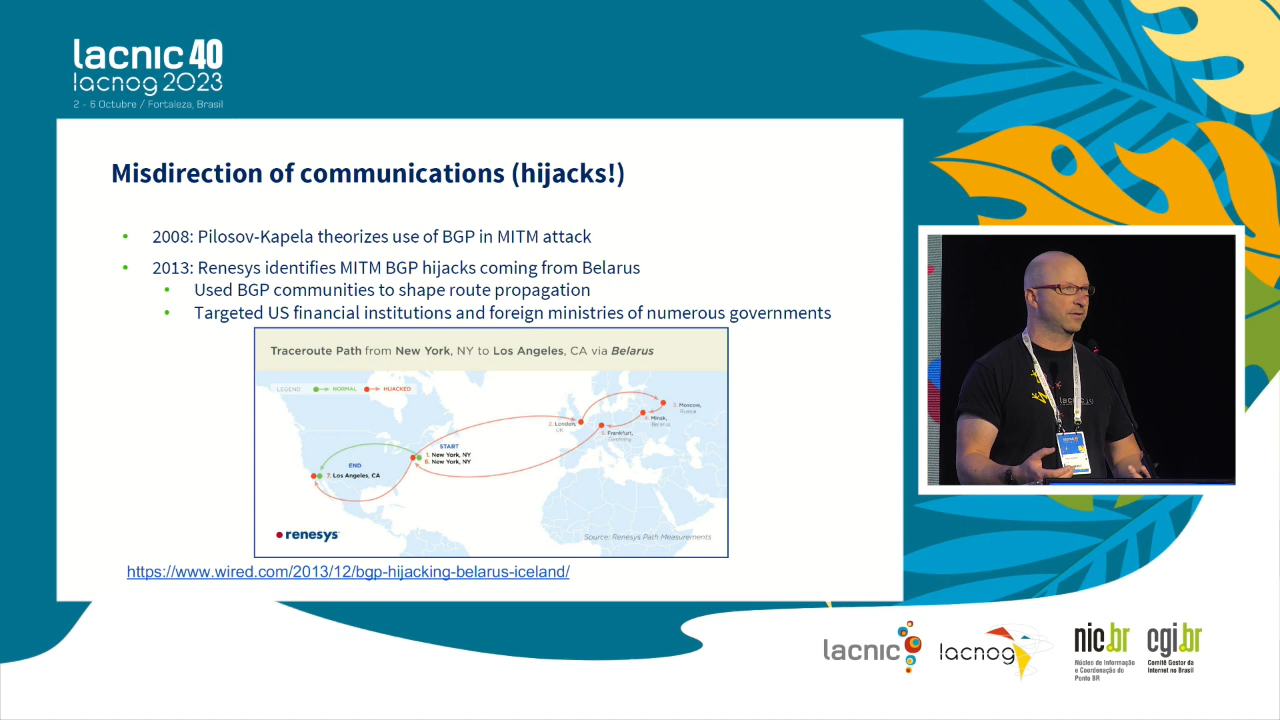 lacnic 40
lacnog 2023
2 - 6 Octubre / Fortaleza, Brasil
Misdirection of communications (hijacks!)
• 2008: Pilosov-Kapela theorizes use of BGP in MITM attack
• 2013: Renesys identifies MITM BGP hijacks coming from Belarus
• Used BGP communities to shape route propagation
• Targeted US financial institutions and foreign ministries of numerous governments
Traceroute Path from New York, NY to Los Angeles, CA via Belarus
LEGEND: NORMAL HIJACKED
3. Moscow,
Russia
2. London,
UK
Minsk,
Belarus
Frankfurt,
Germany
START
1. New York, NY
6. New York, NY
END
7. Los Angeles, CA
renesys
Source: Renesys Path Measurements
https://www.wired.com/2013/12/bgp-hijacking-belarus-iceland/
lacnic
lacnog
nic.br
Núcleo de Informação
e Coordenação do
Ponto BR
cgi.br
Comitê Gestor da
Internet no Brasil